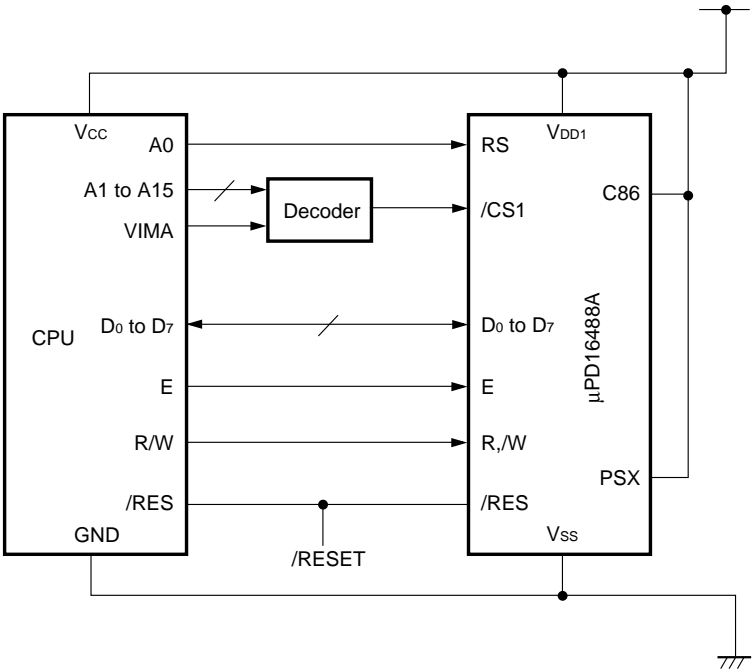 VCC
A0
A1 to A15
VIMA
CPU
D0 to D7
E
R/W
/RES
GND
Decoder
/RESET
VDD1
RS
/CS1
C86
D0 to D7
μPD16488A
E
R,/W
PSX
/RES
VSS